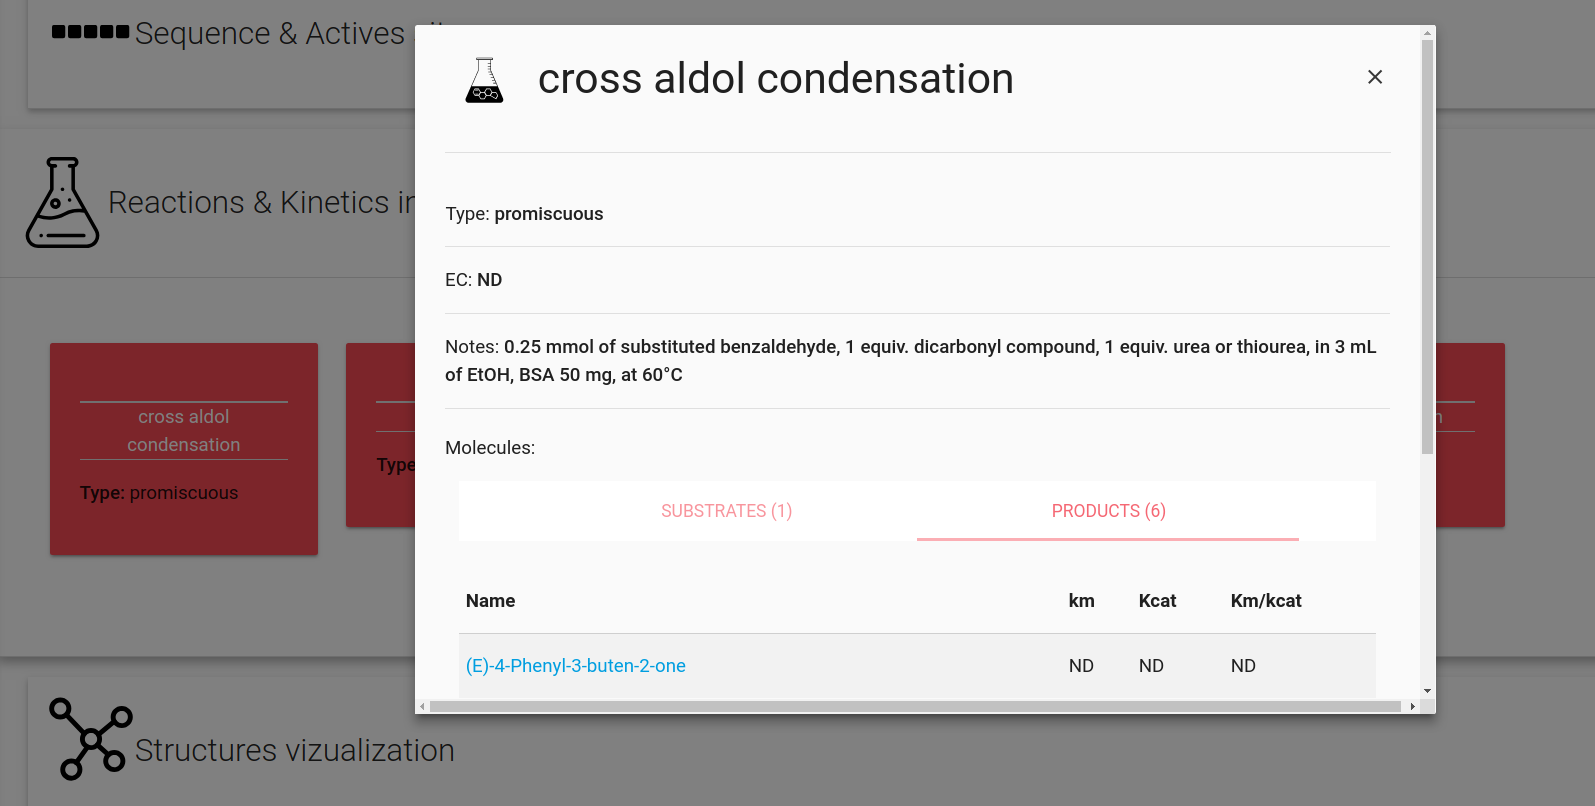 Sequence & Actives
cross aldol condensation
Reactions & Kinetics
Type: promiscuous
EC: ND
Notes: 0.25 mmol of substituted benzaldehyde, 1 equiv. dicarbonyl compound, 1 equiv. urea or thiourea, in 3 mL
of EtOH, BSA 50 mg, at 60°C
cross aldol
condensation
Type: promiscuous
Type
Molecules:
SUBSTRATES (1)
PRODUCTS (6)
Name km Kcat Km/kcat
(E)-4-Phenyl-3-buten-2-one ND ND ND
Structures vizualization